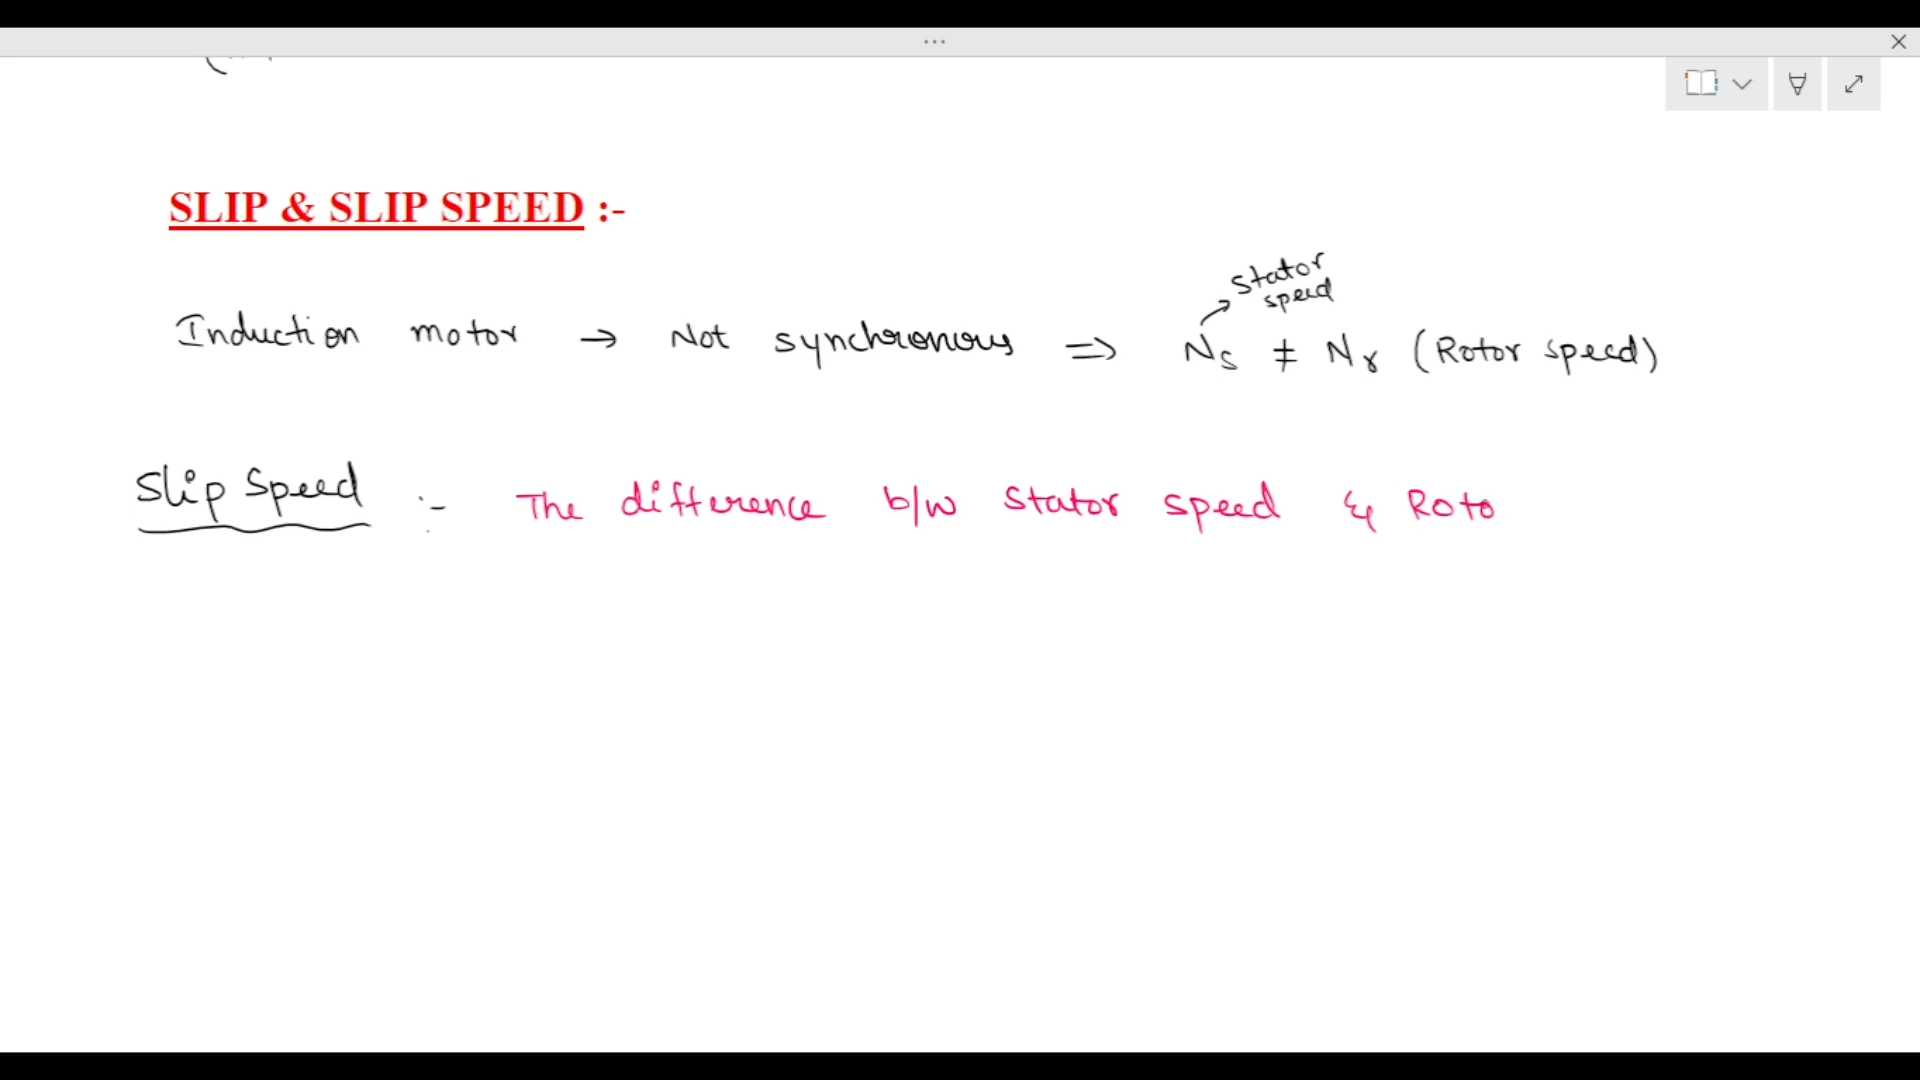 SLIP & SLIP SPEED :-
stator
speed
Induction motor → Not synchronous ⇒ Ns ≠ Nr (Rotor speed)
Slip Speed :- The difference b/w Stator speed & Roto